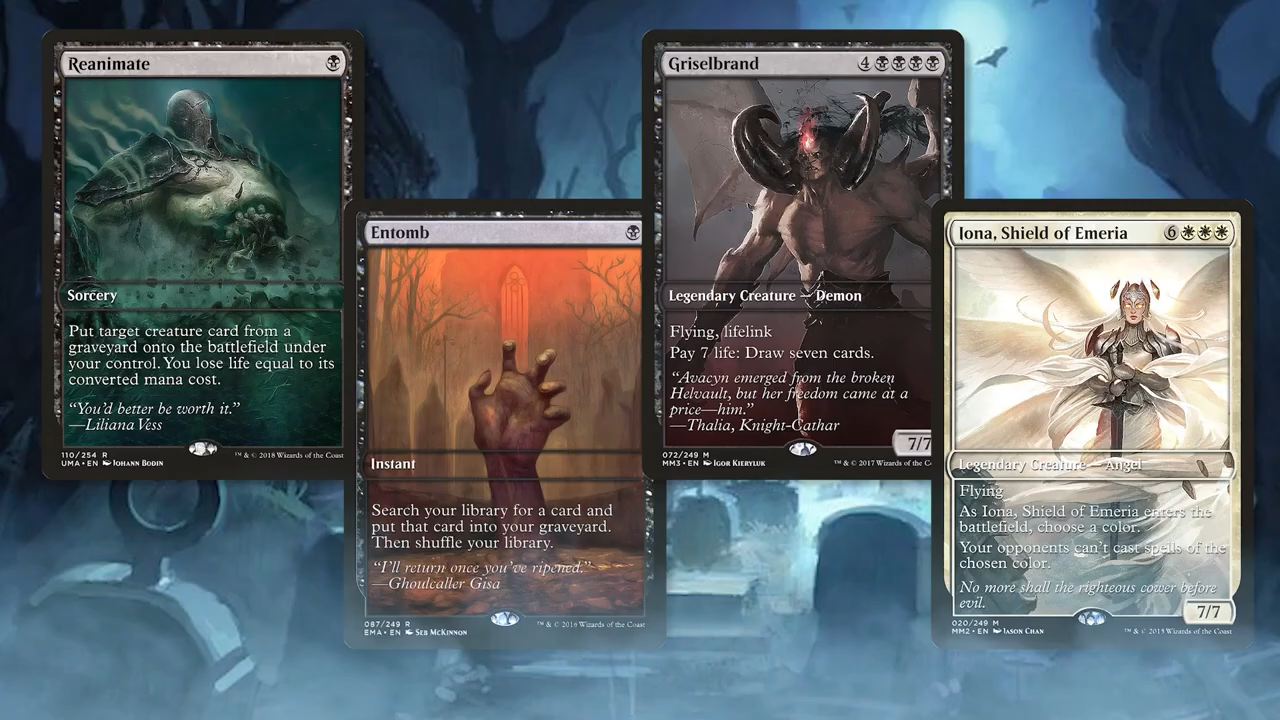 Reanimate
Sorcery
Put target creature card from a
graveyard onto the battlefield under
your control. You lose life equal to its
converted mana cost.
“You’d better be worth it.”
—Liliana Vess
110/254 R
UMA • EN Johann Bodin
™ & © 2018 Wizards of the Coast
Entomb
Instant
Search your library for a card and
put that card into your graveyard.
Then shuffle your library.
“I’ll return once you’ve ripened.”
—Ghoulcaller Gisa
087/249 R
EMA • EN Seb McKinnon
™ & © 2016 Wizards of the Coast
Griselbrand 4
Legendary Creature — Demon
Flying, lifelink
Pay 7 life: Draw seven cards.
“Avacyn emerged from the broken
Helvault, but her freedom came at a
price—him.”
—Thalia, Knight-Cathar
7/7
072/249 M
MM3 • EN Igor Kieryluk
™ & © 2017 Wizards of the C
Iona, Shield of Emeria 6
Legendary Creature — Angel
Flying
As Iona, Shield of Emeria enters the
battlefield, choose a color.
Your opponents can’t cast spells of the
chosen color.
No more shall the righteous cower before
evil.
7/7
020/249 M
MM2 • EN Jason Chan
™ & © 2015 Wizards of the Coast